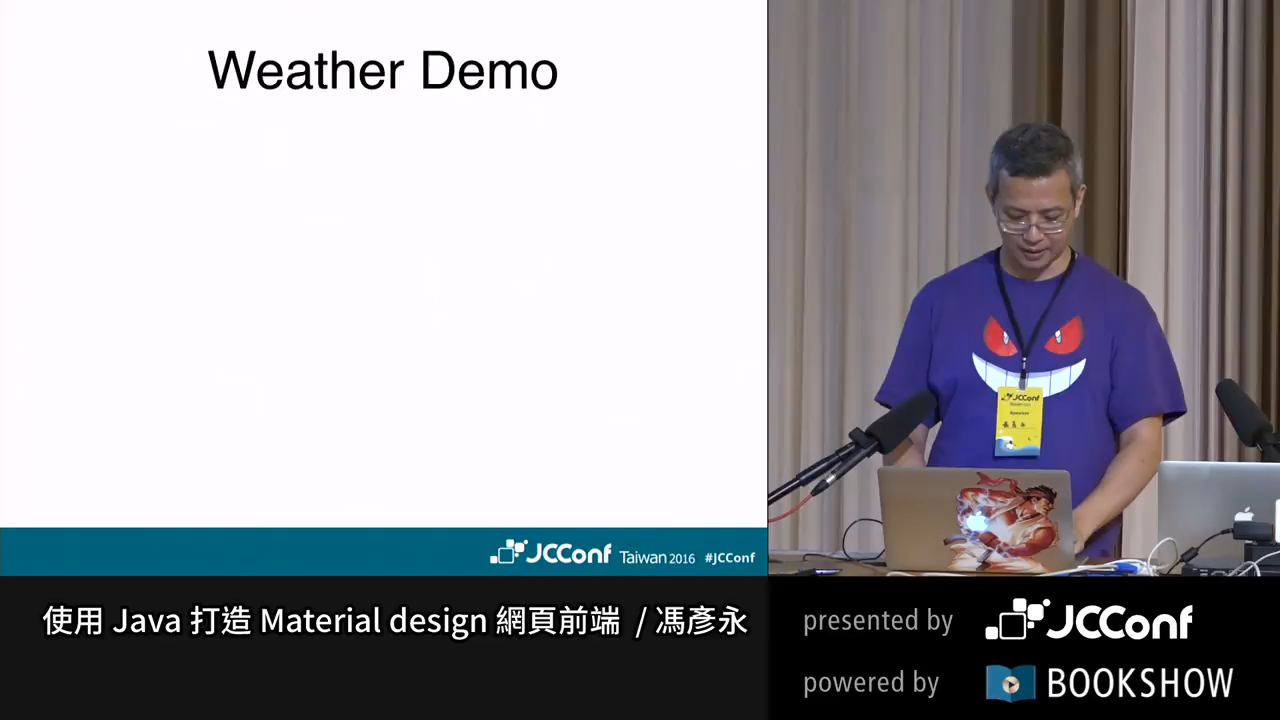 Weather Demo
JCConf Taiwan 2016 #JCConf
JCConf
使用 Java 打造 Material design 網頁前端 / 馮彥永
presented by JCConf
powered by BOOKSHOW